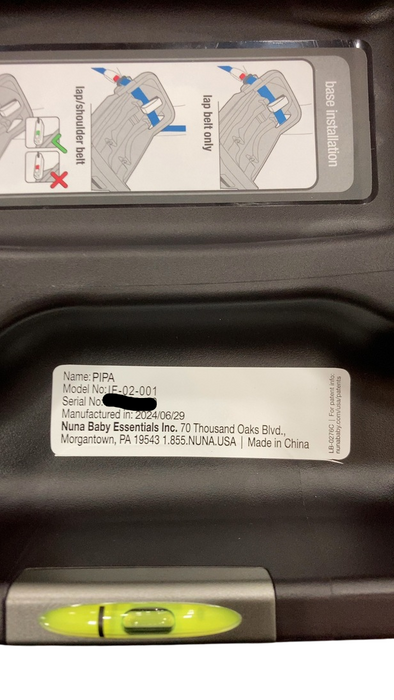 base installation
lap belt only
lap/shoulder belt
Name: PIPA
Model No: IF-02-001
Serial No:
Manufactured in: 2024/06/29
Nuna Baby Essentials Inc. 70 Thousand Oaks Blvd.,
Morgantown, PA 19543 1.855.NUNA.USA | Made in China
LB-0276C | For patent info:
nunababy.com/usa/patents